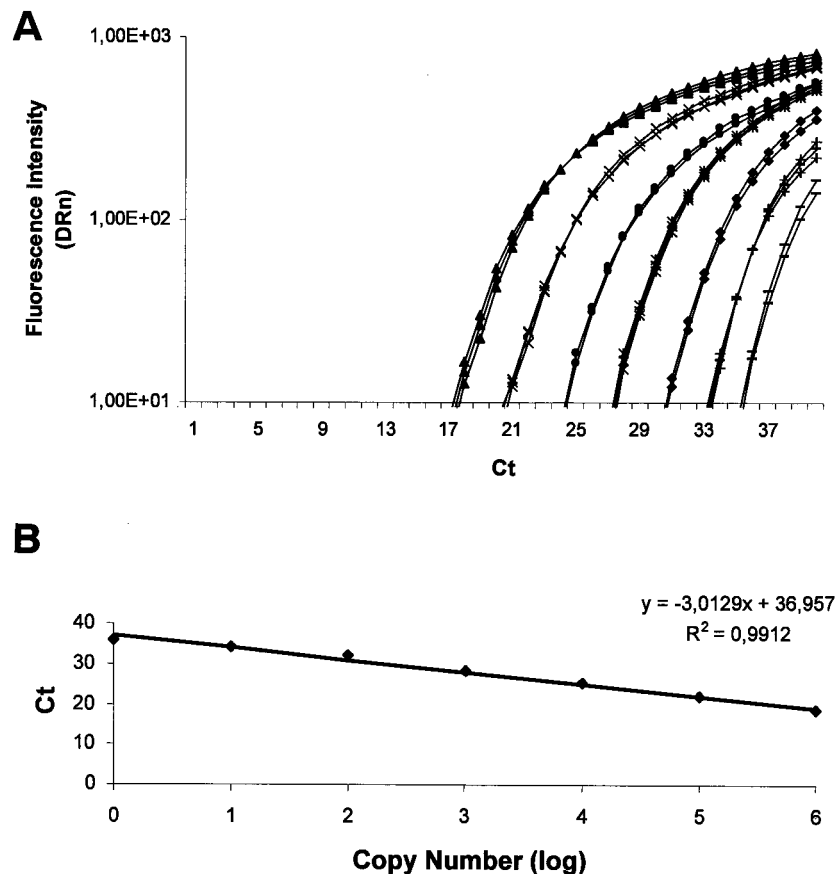 A
1,00E+03
1,00E+02
1,00E+01
Fluorescence Intensity
(DRn)
1 5 9 13 17 21 25 29 33 37
Ct
B
y = -3,0129x + 36,957
R² = 0,9912
40
30
20
10
0
Ct
0 1 2 3 4 5 6
Copy Number (log)